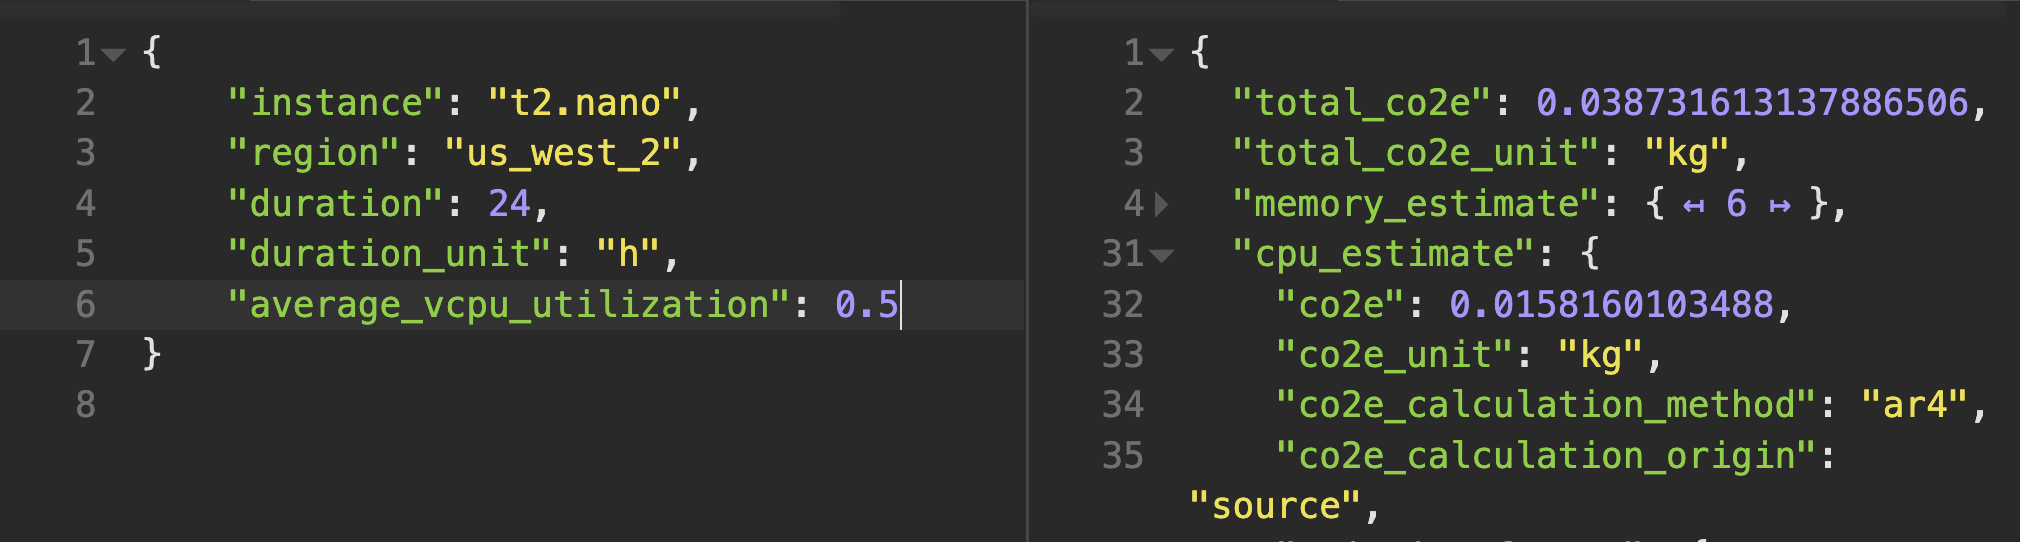 1 {
2 "instance": "t2.nano",
3 "region": "us_west_2",
4 "duration": 24,
5 "duration_unit": "h",
6 "average_vcpu_utilization": 0.5
7 }
8
1 {
2 "total_co2e": 0.038731613137886506,
3 "total_co2e_unit": "kg",
4 "memory_estimate": { ↤ 6 ↦ },
31 "cpu_estimate": {
32 "co2e": 0.0158160103488,
33 "co2e_unit": "kg",
34 "co2e_calculation_method": "ar4",
35 "co2e_calculation_origin":
"source",